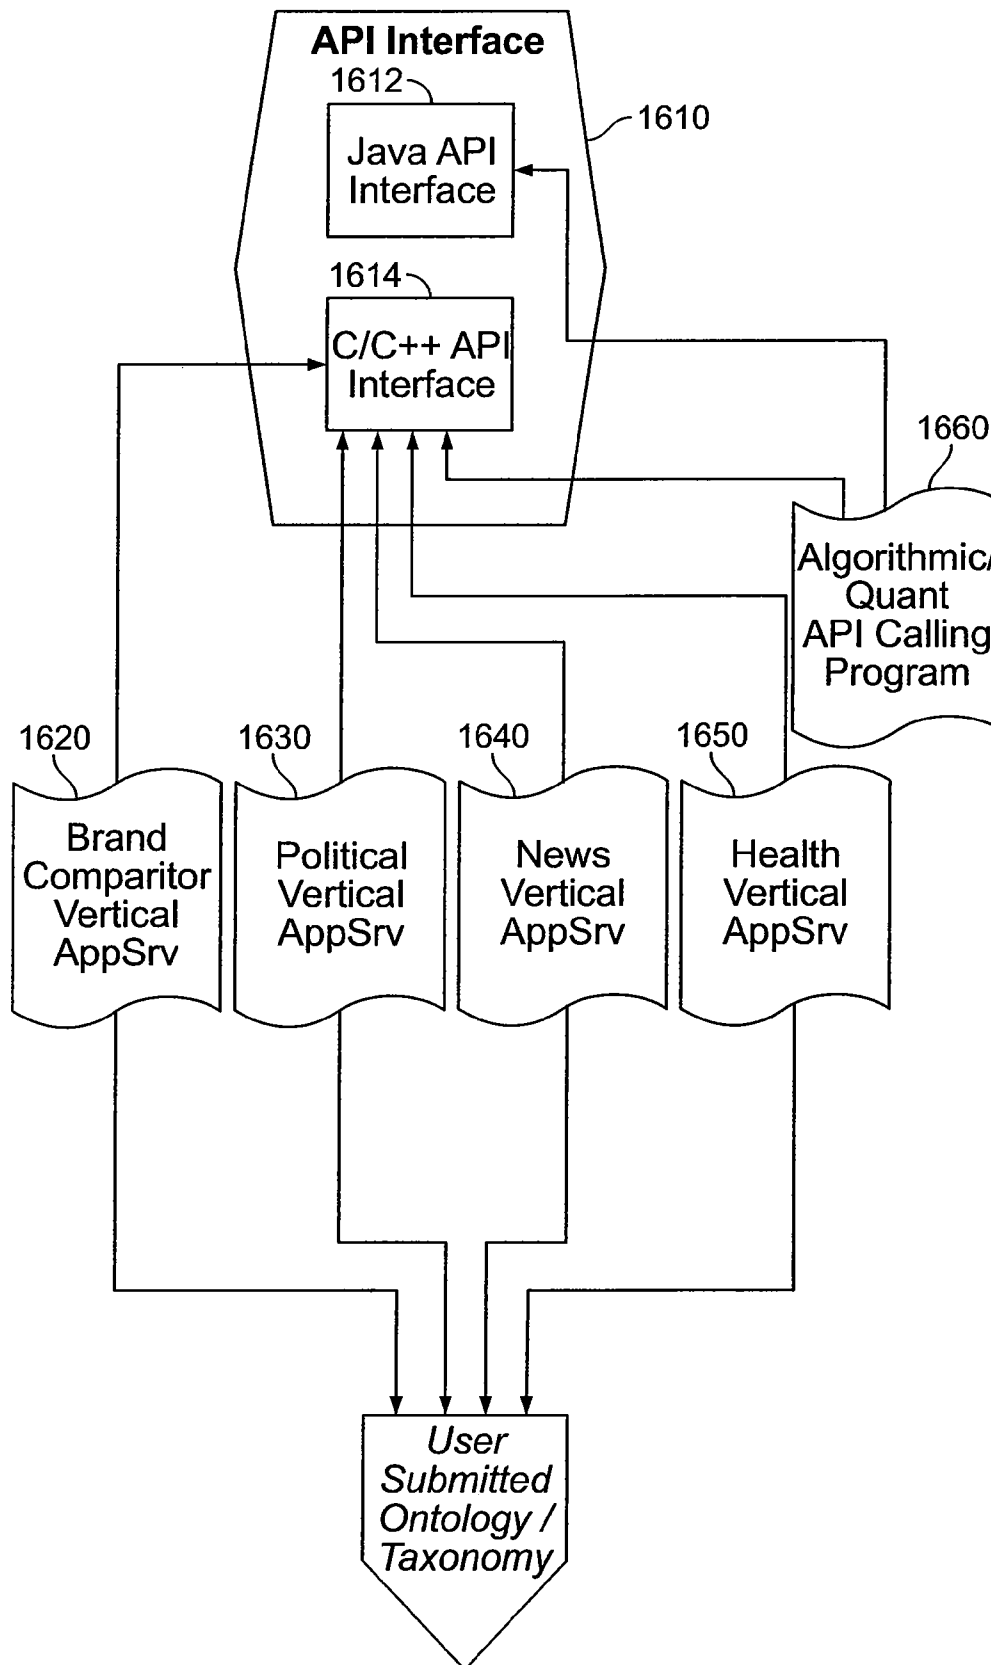 API Interface
1612
1610
Java API
Interface
1614
C/C++ API
Interface
1660
Algorithmic/
Quant
API Calling
Program
1620
1630
1640
1650
Brand
Comparitor
Vertical
AppSrv
Political
Vertical
AppSrv
News
Vertical
AppSrv
Health
Vertical
AppSrv
User
Submitted
Ontology /
Taxonomy